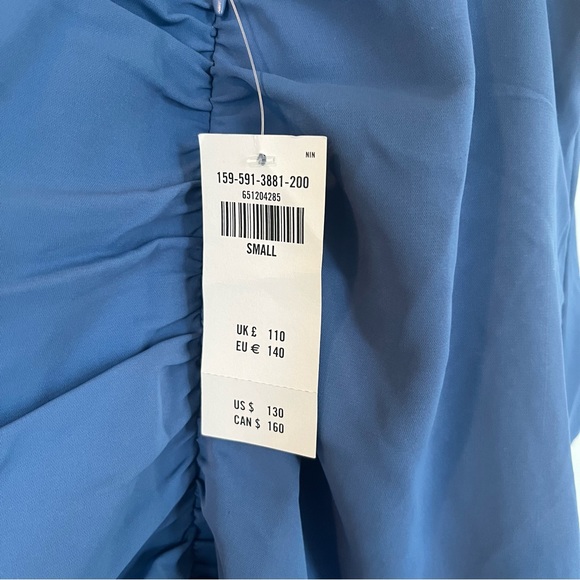 NIN
159-591-3881-200
651204285
SMALL
UK £ 110
EU € 140
US $ 130
CAN $ 160